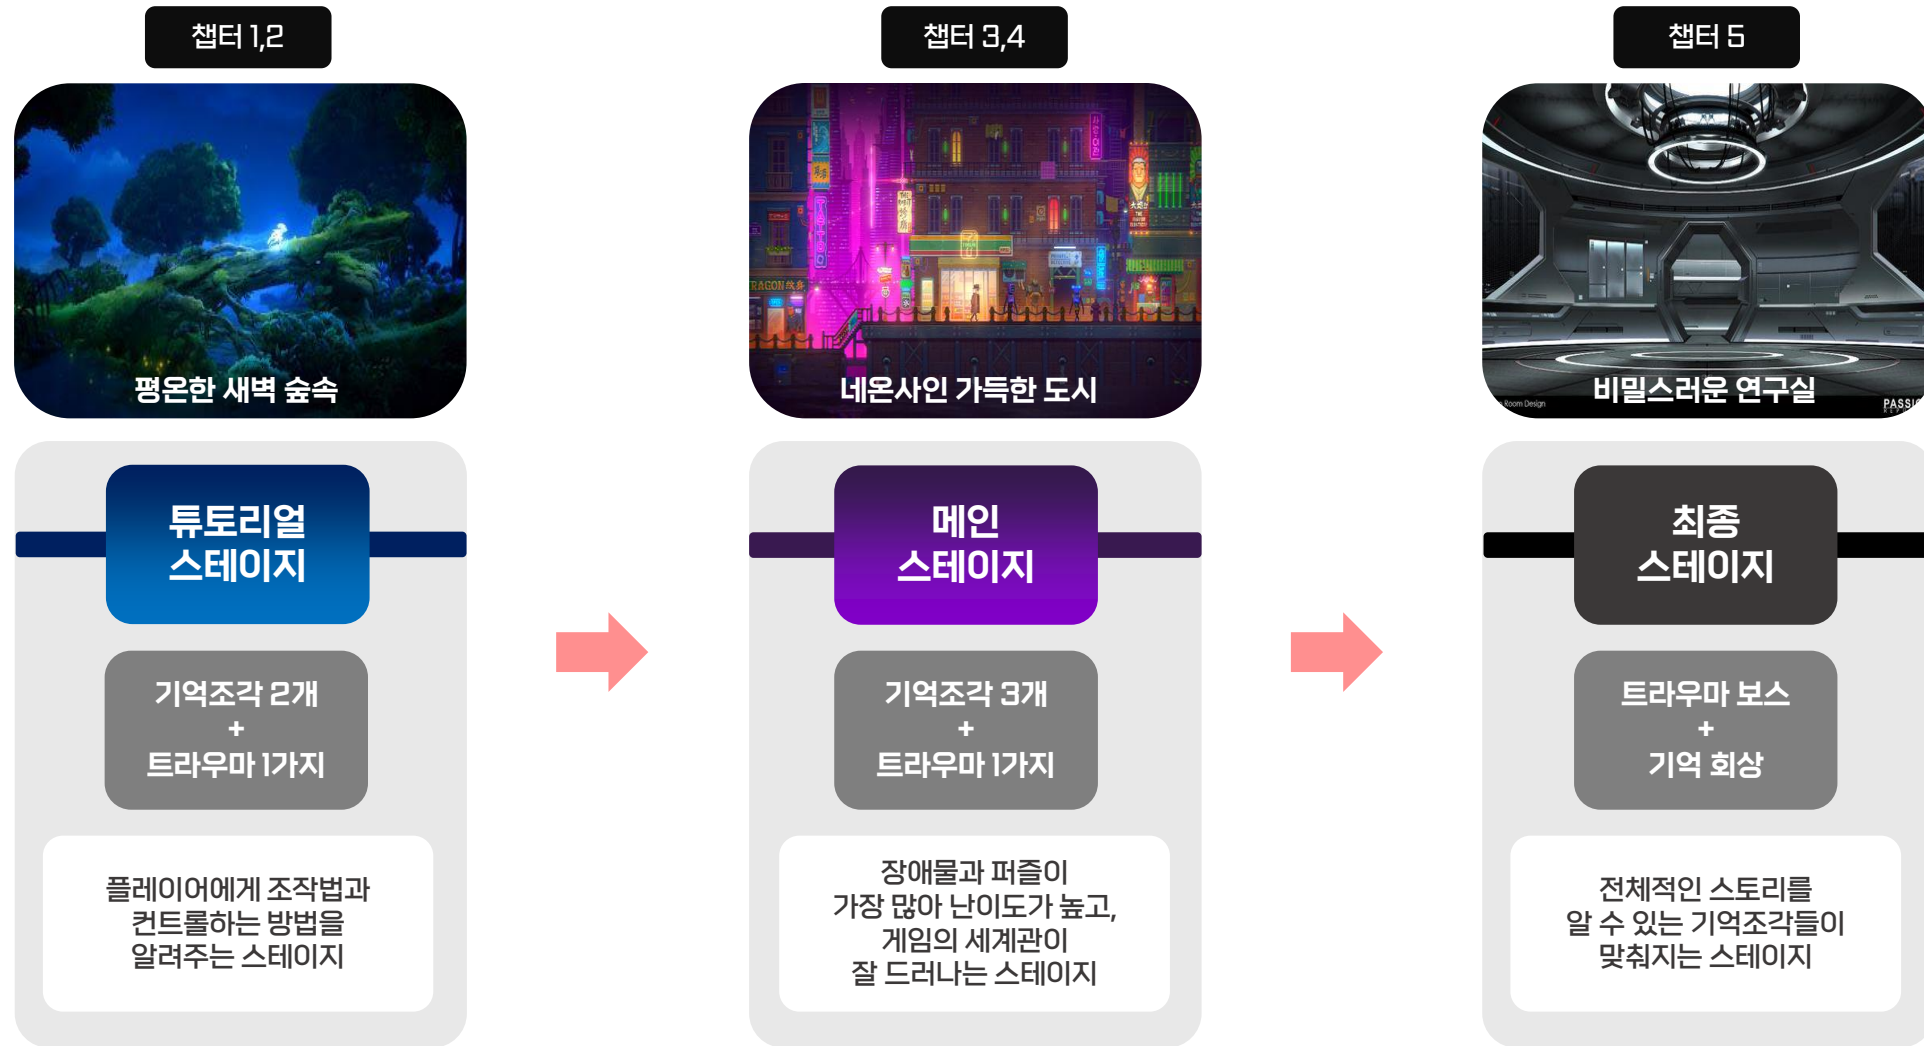 챕터 1,2
평온한 새벽 숲속
튜토리얼
스테이지
기억조각 2개
+
트라우마 1가지
플레이어에게 조작법과
컨트롤하는 방법을
알려주는 스테이지
챕터 3,4
TATTOO
DRAGON
네온사인 가득한 도시
메인
스테이지
기억조각 3개
+
트라우마 1가지
장애물과 퍼즐이
가장 많아 난이도가 높고,
게임의 세계관이
잘 드러나는 스테이지
챕터 5
비밀스러운 연구실
Room Design
최종
스테이지
트라우마 보스
+
기억 회상
전체적인 스토리를
알 수 있는 기억조각들이
맞춰지는 스테이지